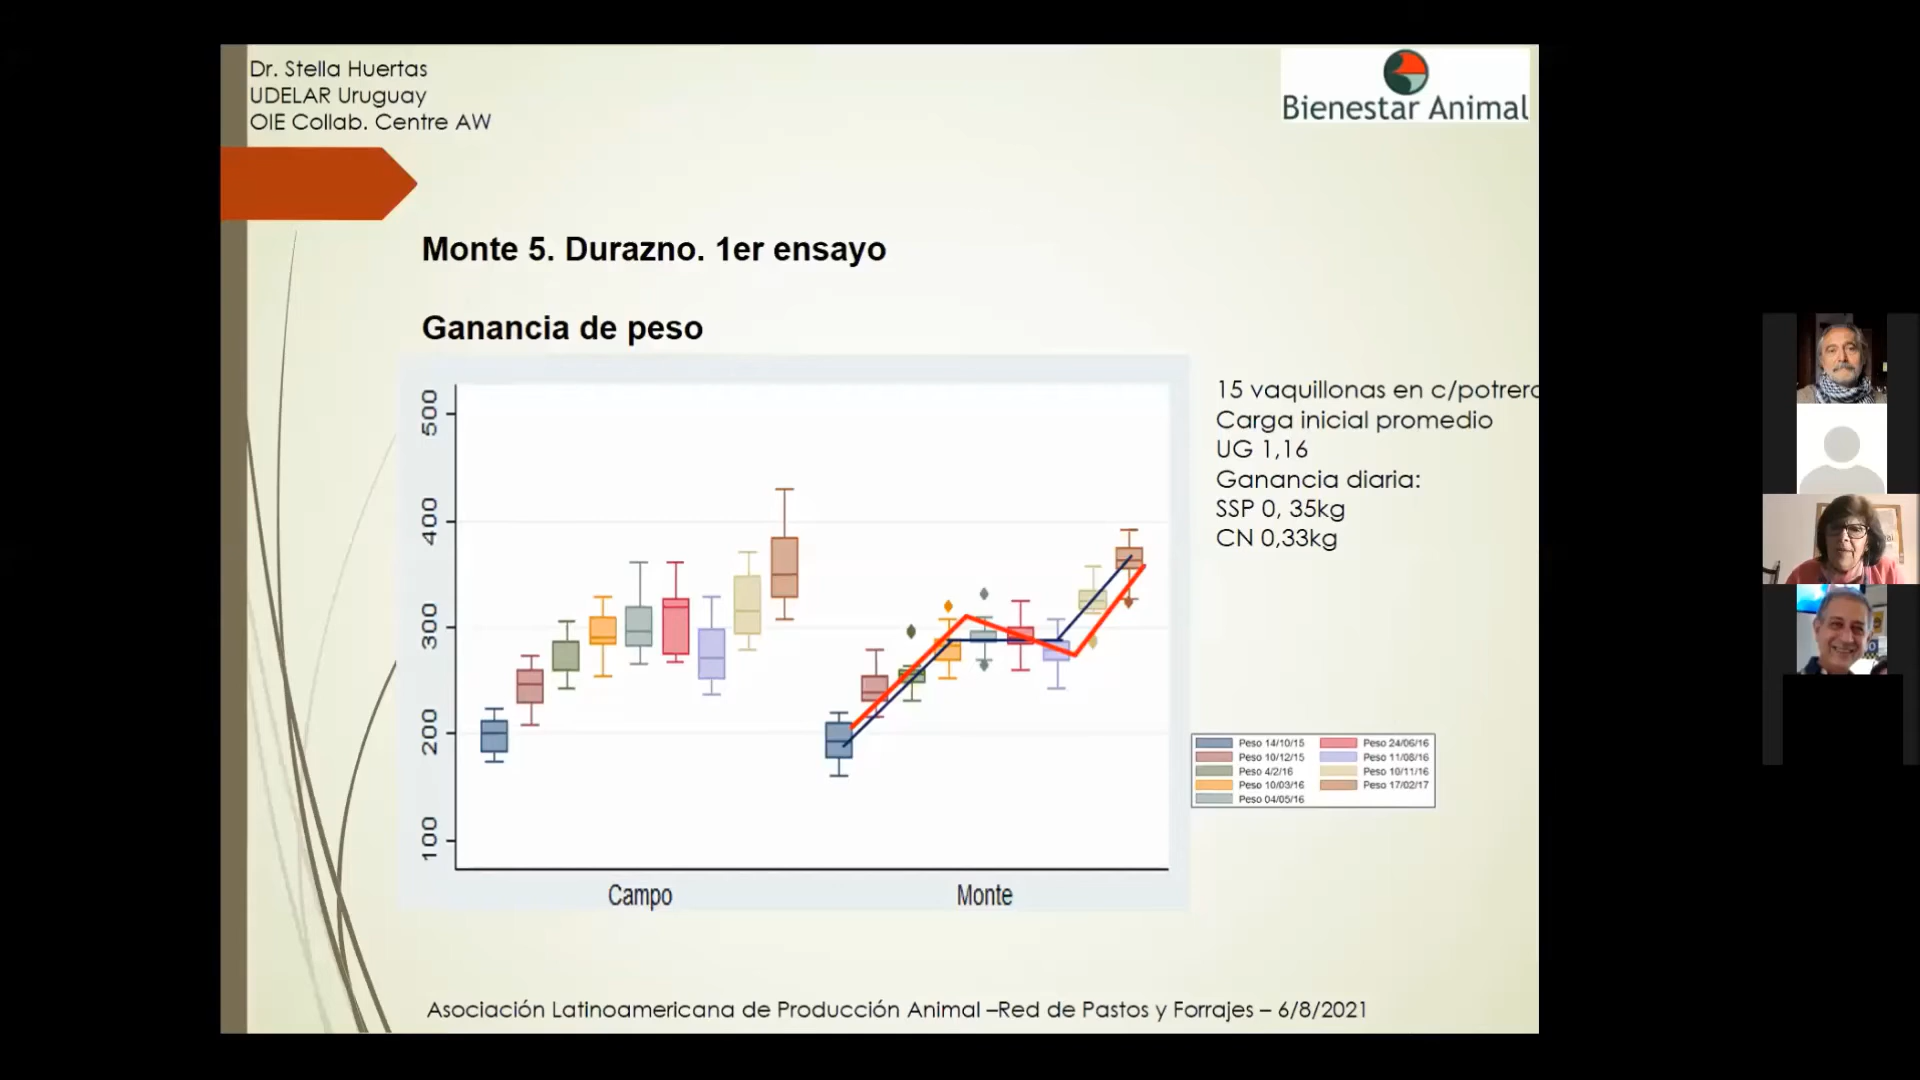 Dr. Stella Huertas
UDELAR Uruguay
OIE Collab. Centre AW
Bienestar Animal
Monte 5. Durazno. 1er ensayo
Ganancia de peso
500
400
300
200
100
Campo
Monte
15 vaquillonas en c/potrero
Carga inicial promedio
UG 1,16
Ganancia diaria:
SSP 0, 35kg
CN 0,33kg
Peso 14/10/15
Peso 10/12/15
Peso 4/2/16
Peso 10/03/16
Peso 04/05/16
Peso 24/06/16
Peso 11/08/16
Peso 10/11/16
Peso 17/02/17
Asociación Latinoamericana de Producción Animal –Red de Pastos y Forrajes – 6/8/2021